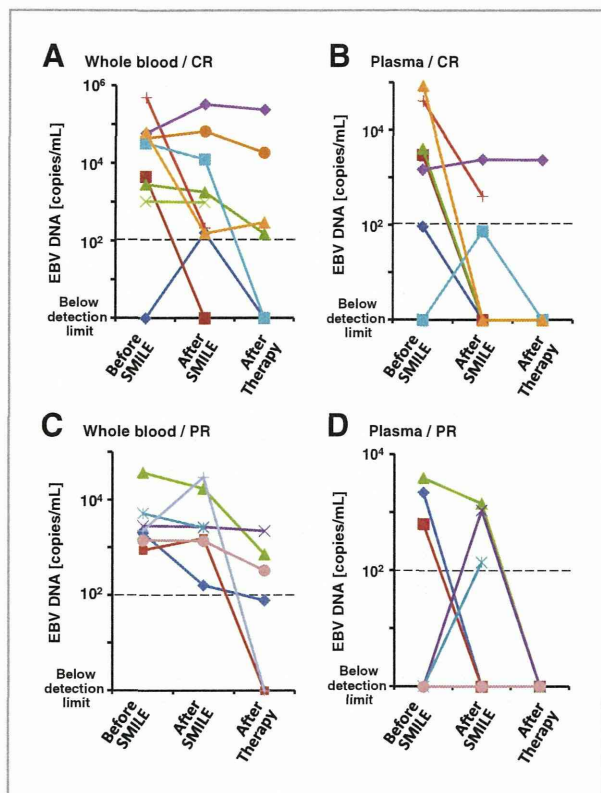 A Whole blood / CR
10⁶
10⁴
10²
Below
detection
limit
EBV DNA [copies/mL]
Before
SMILE
After
SMILE
After
Therapy
B Plasma / CR
10⁴
10²
Below
detection
limit
EBV DNA [copies/mL]
Before
SMILE
After
SMILE
After
Therapy
C Whole blood / PR
10⁴
10²
Below
detection
limit
EBV DNA [copies/mL]
Before
SMILE
After
SMILE
After
Therapy
D Plasma / PR
10⁴
10²
Below
detection
limit
EBV DNA [copies/mL]
Before
SMILE
After
SMILE
After
Therapy